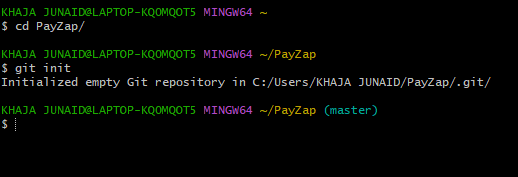 KHAJA JUNAID@LAPTOP-KQOMQOT5 MINGW64 ~
$ cd PayZap/
KHAJA JUNAID@LAPTOP-KQOMQOT5 MINGW64 ~/PayZap
$ git init
Initialized empty Git repository in C:/Users/KHAJA JUNAID/PayZap/.git/
KHAJA JUNAID@LAPTOP-KQOMQOT5 MINGW64 ~/PayZap (master)
$